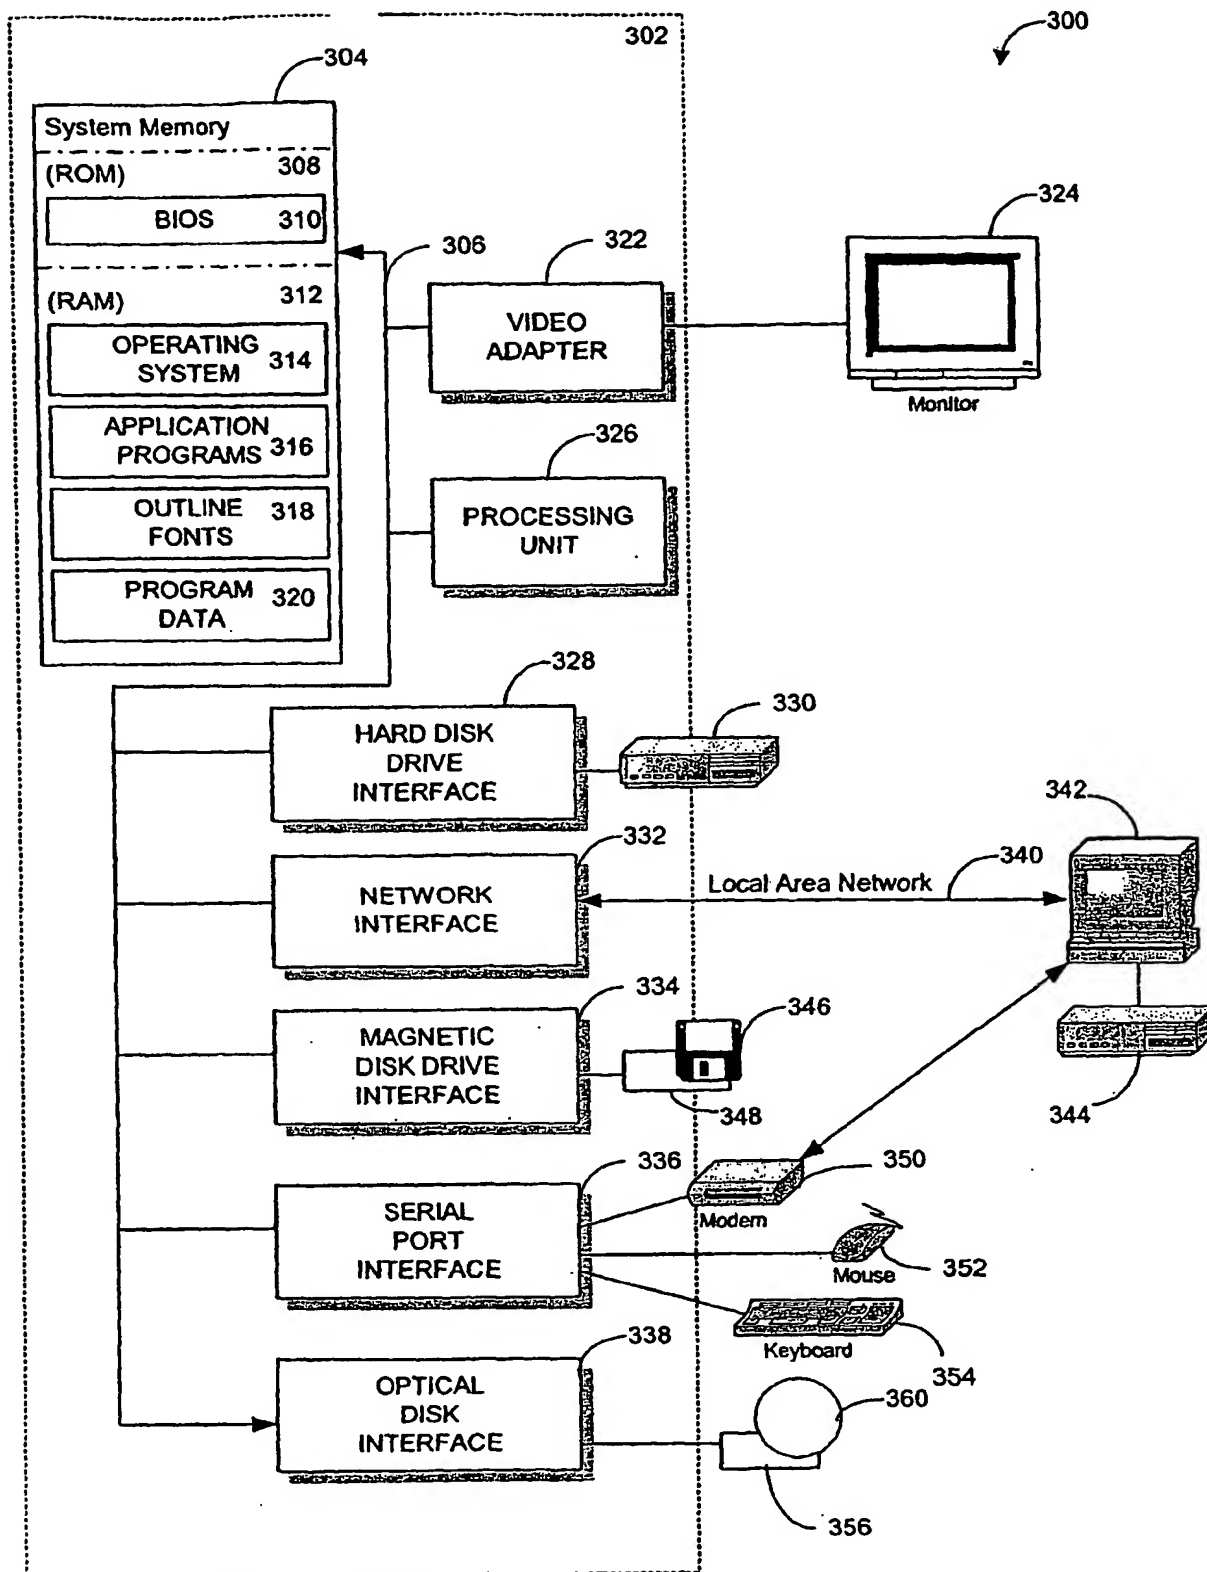 300
302
304
System Memory
(ROM) 308
BIOS 310
306
322
324
(RAM) 312
VIDEO
ADAPTER
OPERATING
SYSTEM 314
Monitor
APPLICATION
PROGRAMS 316
326
OUTLINE
FONTS 318
PROCESSING
UNIT
PROGRAM
DATA 320
328
330
HARD DISK
DRIVE
INTERFACE
332
342
340
Local Area Network
NETWORK
INTERFACE
334
346
MAGNETIC
DISK DRIVE
INTERFACE
348
344
336
350
SERIAL
PORT
INTERFACE
Modem
352
Mouse
338
Keyboard
354
OPTICAL
DISK
INTERFACE
360
356